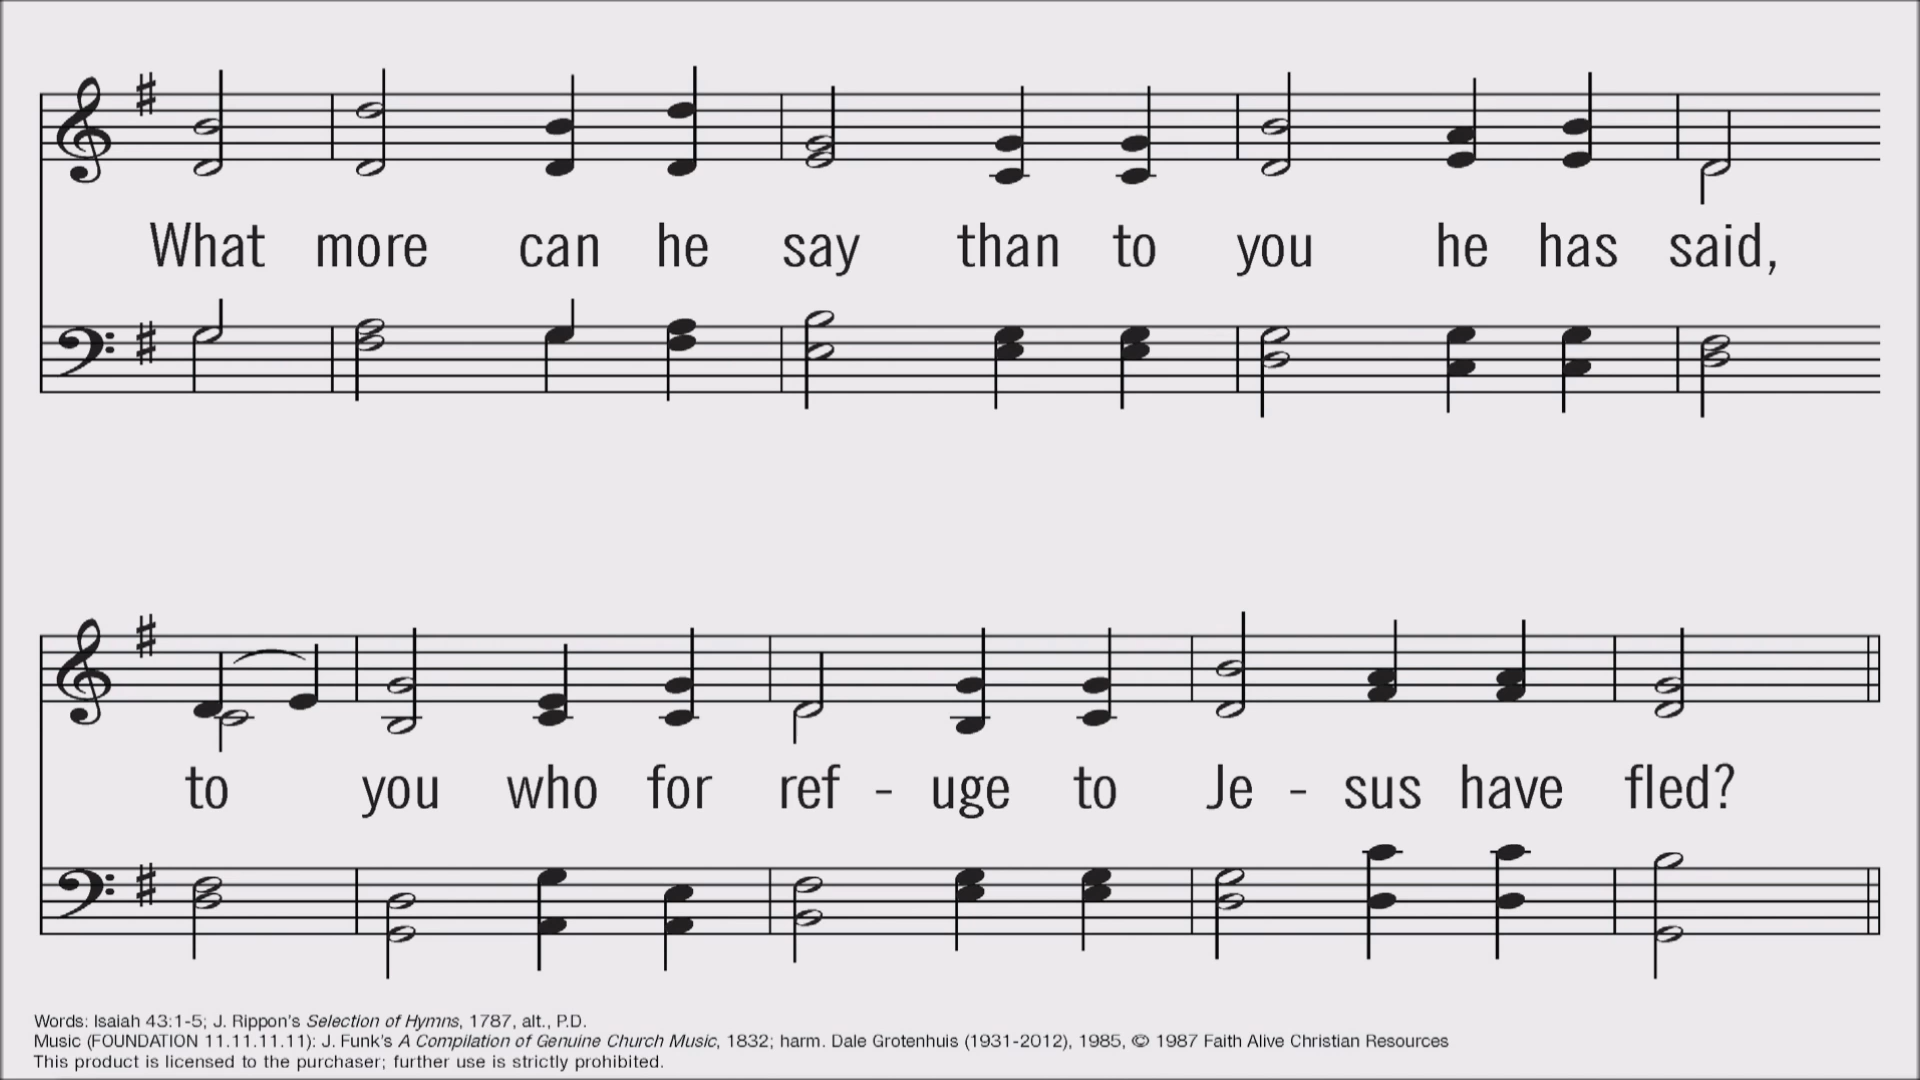 What more can he say than to you he has said,
to you who for ref - uge to Je - sus have fled?
Words: Isaiah 43:1-5; J. Rippon's Selection of Hymns, 1787, alt., P.D.
Music (FOUNDATION 11.11.11.11): J. Funk's A Compilation of Genuine Church Music, 1832; harm. Dale Grotenhuis (1931-2012), 1985, © 1987 Faith Alive Christian Resources
This product is licensed to the purchaser; further use is strictly prohibited.